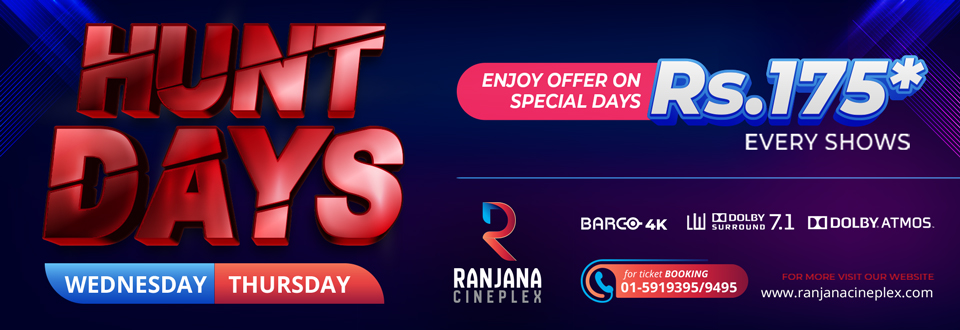 HUNT
DAYS
WEDNESDAY THURSDAY
ENJOY OFFER ON
SPECIAL DAYS
Rs.175*
EVERY SHOWS
RANJANA
CINEPLEX
BARCO 4K
DOLBY
SURROUND 7.1
DOLBY ATMOS
for ticket BOOKING
01-5919395/9495
FOR MORE VISIT OUR WEBSITE
www.ranjanacineplex.com